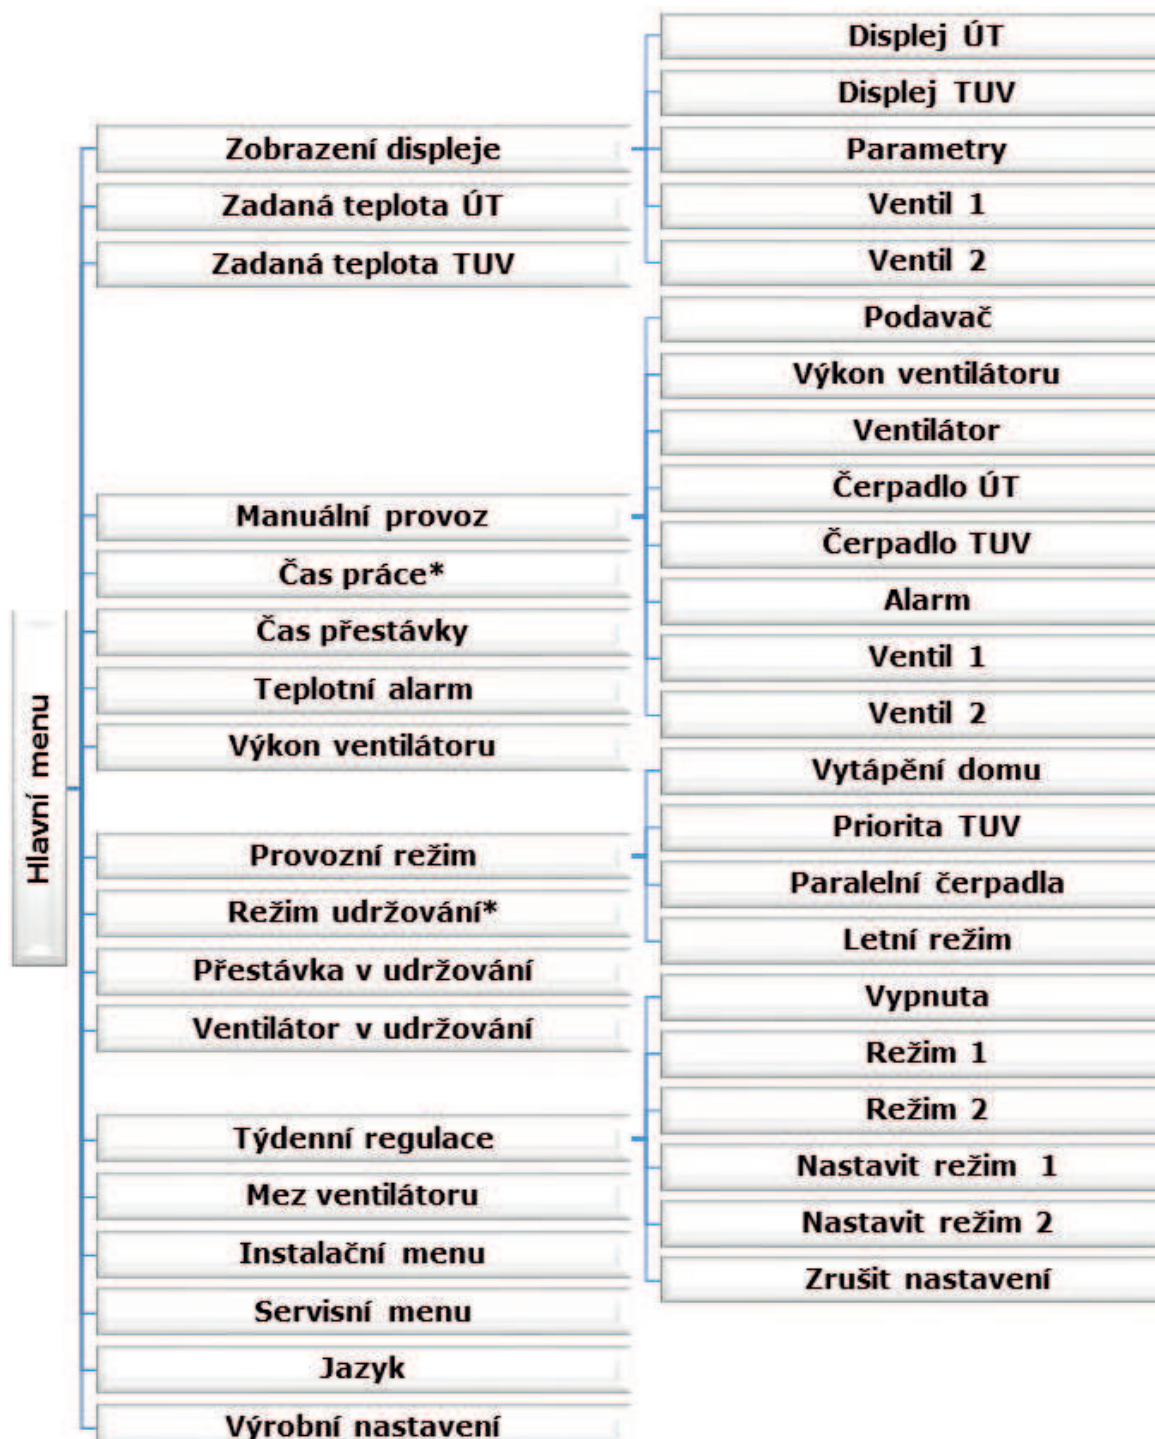 Hlavní menu
Zobrazení displeje
Displej ÚT
Displej TUV
Parametry
Ventil 1
Ventil 2
Zadaná teplota ÚT
Zadaná teplota TUV
Manuální provoz
Podavač
Výkon ventilátoru
Ventilátor
Čerpadlo ÚT
Čerpadlo TUV
Alarm
Ventil 1
Ventil 2
Čas práce*
Čas přestávky
Teplotní alarm
Výkon ventilátoru
Provozní režim
Vytápění domu
Priorita TUV
Paralelní čerpadla
Letní režim
Režim udržování*
Přestávka v udržování
Ventilátor v udržování
Týdenní regulace
Vypnuta
Režim 1
Režim 2
Nastavit režim 1
Nastavit režim 2
Zrušit nastavení
Mez ventilátoru
Instalační menu
Servisní menu
Jazyk
Výrobní nastavení